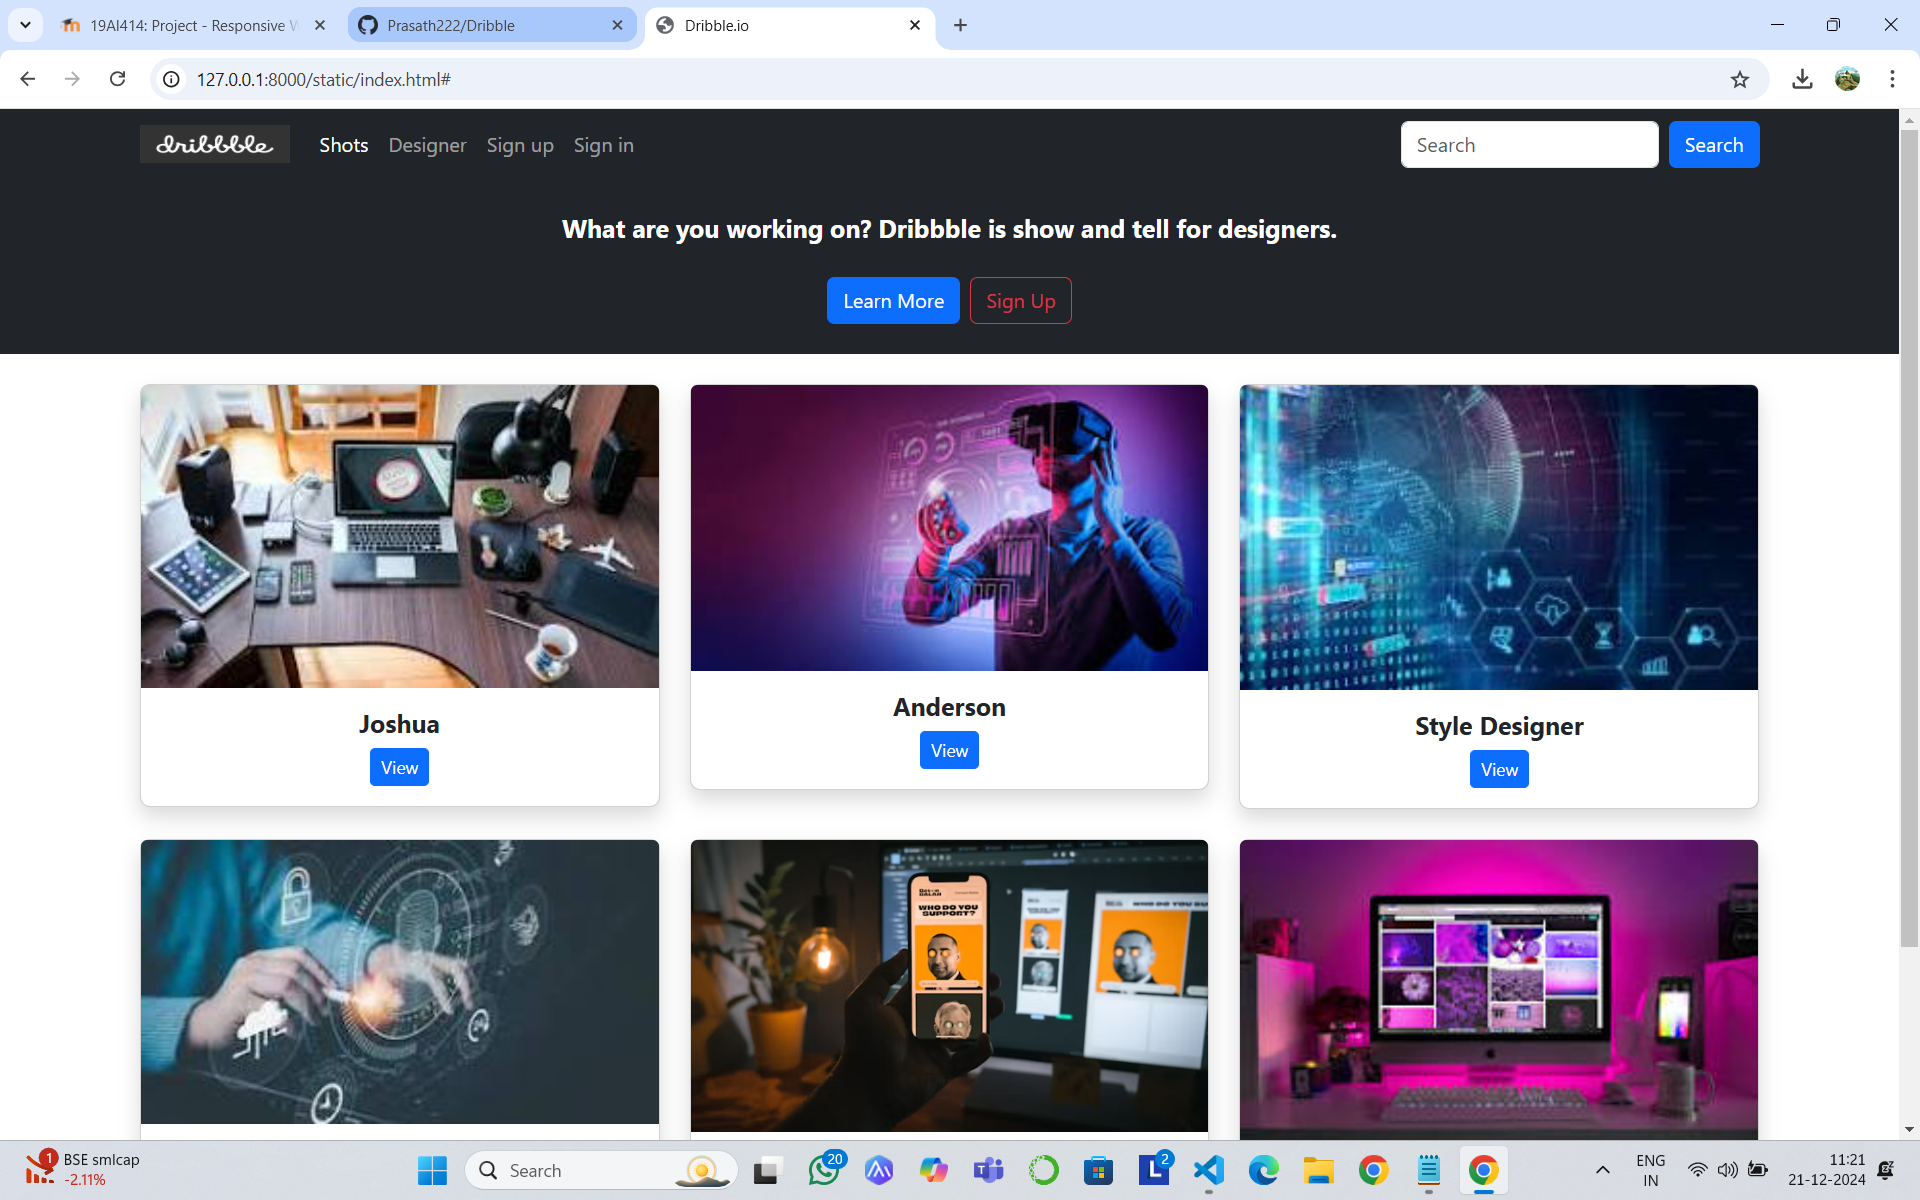 19AI414: Project - Responsive
Prasath222/Dribble
Dribble.io
127.0.0.1:8000/static/index.html#
dribbble
Shots
Designer
Sign up
Sign in
Search
Search
What are you working on? Dribbble is show and tell for designers.
Learn More
Sign Up
Joshua
View
Anderson
View
Style Designer
View
WHO DO YOU
SUPPORT?
1
BSE smlcap
-2.11%
Search
20
2
ENG
IN
11:21
21-12-2024